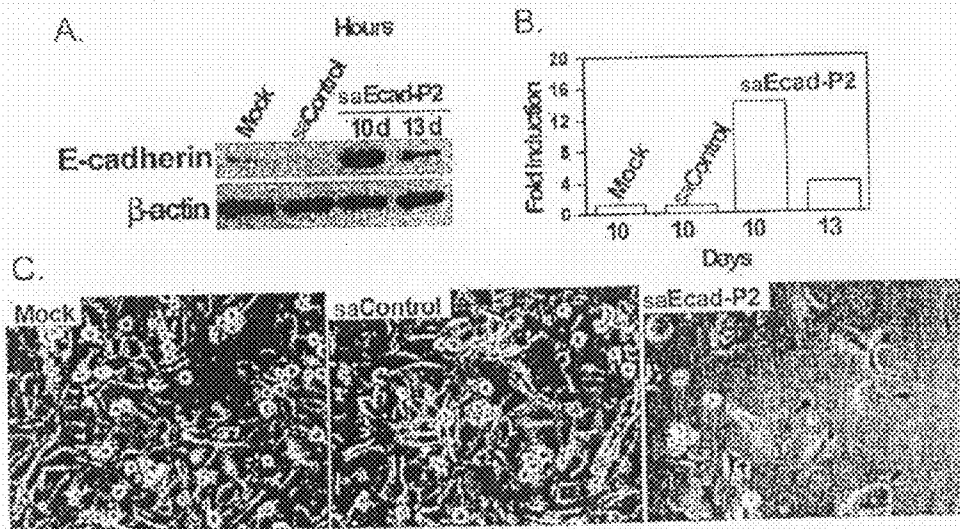 A.
Hours
Mock
saControl
saEcad-P2
10 d 13 d
E-cadherin
β-actin
B.
Fold Induction
20
16
12
8
4
0
Mock
saControl
saEcad-P2
10 10 10 13
Days
C.
Mock
saControl
saEcad-P2